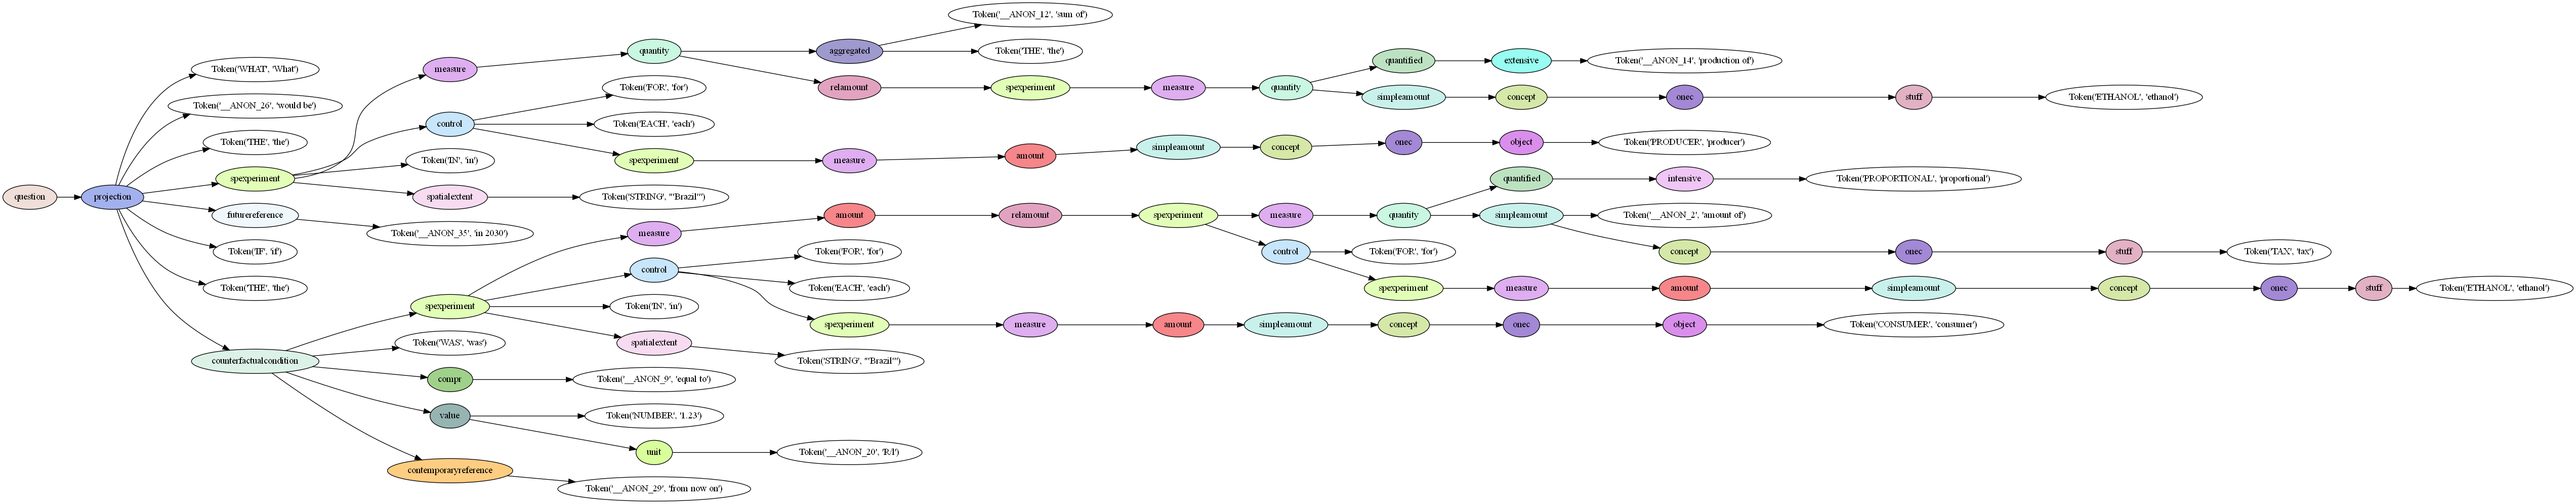 Token('__ANON_12', 'sum of')
quantity aggregated Token('THE', 'the')
quantified extensive Token('__ANON_14', 'production of')
Token('WHAT', 'What') measure
Token('FOR', 'for') relamount spexperiment measure quantity
simpleamount concept onec stuff Token('ETHANOL', 'ethanol')
Token('__ANON_26', 'would be')
control Token('EACH', 'each')
Token('THE', 'the') simpleamount concept onec object Token('PRODUCER', 'producer')
Token('IN', 'in') spexperiment measure amount
spexperiment quantified intensive Token('PROPORTIONAL', 'proportional')
question projection spatialextent Token('STRING', '"Brazil"')
futurereference amount relamount spexperiment measure quantity simpleamount Token('__ANON_2', 'amount of')
Token('__ANON_35', 'in 2030') measure
Token('IF', 'if') Token('FOR', 'for') control Token('FOR', 'for') concept onec stuff Token('TAX', 'tax')
control
Token('THE', 'the') Token('EACH', 'each') spexperiment measure amount simpleamount concept onec stuff Token('ETHANOL', 'ethanol')
spexperiment Token('IN', 'in')
spexperiment measure amount simpleamount concept onec object Token('CONSUMER', 'consumer')
Token('WAS', 'was') spatialextent
counterfactualcondition Token('STRING', '"Brazil"')
compr Token('__ANON_9', 'equal to')
value Token('NUMBER', '1.23')
unit Token('__ANON_20', 'R/l')
contemporaryreference
Token('__ANON_29', 'from now on')